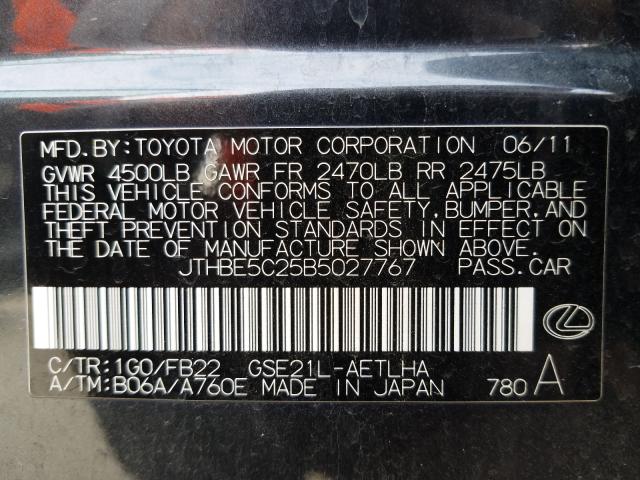 MFD.BY:TOYOTA MOTOR CORPORATION 06/11
GVWR 4500LB GAWR FR 2470LB RR 2475LB
THIS VEHICLE CONFORMS TO ALL APPLICABLE
FEDERAL MOTOR VEHICLE SAFETY,BUMPER,AND
THEFT PREVENTION STANDARDS IN EFFECT ON
THE DATE OF MANUFACTURE SHOWN ABOVE.
JTHBE5C25B5027767 PASS.CAR
C/TR:1G0/FB22 GSE21L-AETLHA
A/TM:B06A/A760E MADE IN JAPAN 780 A